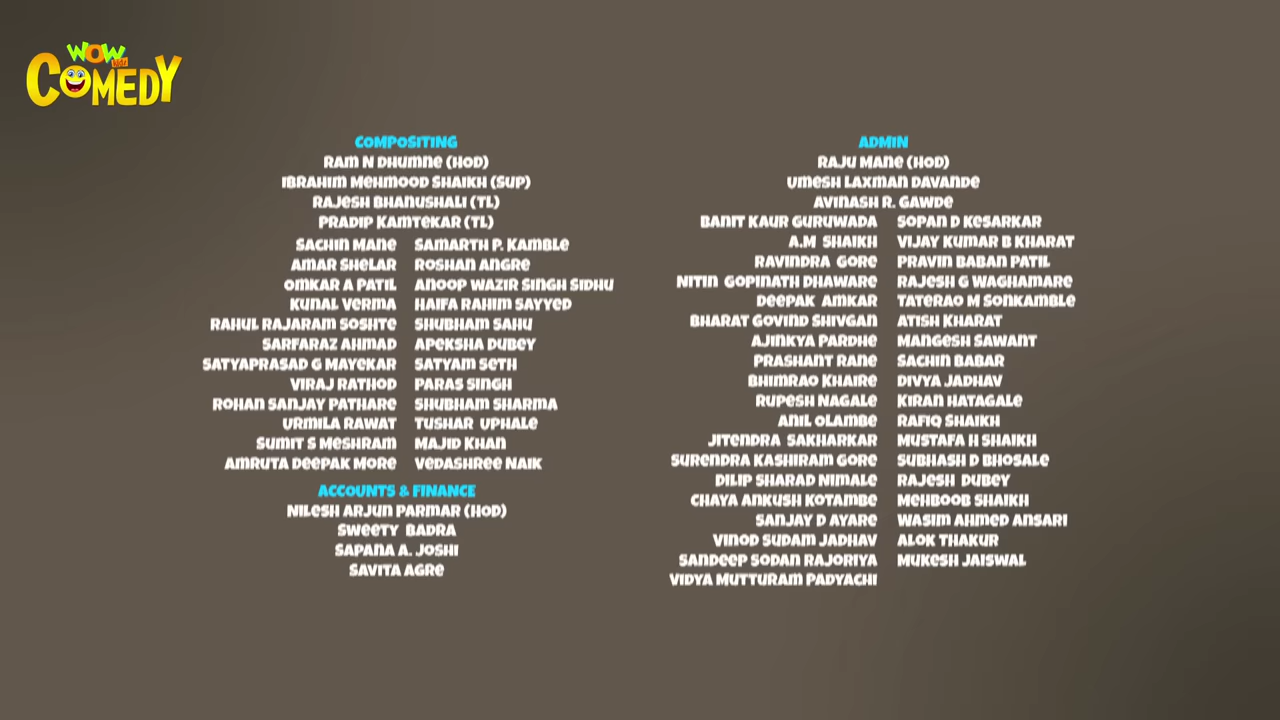 WOW
COMEDY
COMPOSITING
RAM N DHUMNE (HOD)
IBRAHIM MEHMOOD SHAIKH (SUP)
RAJESH BHANUSHALI (TL)
PRADIP KAMTEKAR (TL)
SACHIN MANE SAMARTH P. KAMBLE
AMAR SHELAR ROSHAN ANGRE
OMKAR A PATIL ANOOP WAZIR SINGH SIDHU
KUNAL VERMA HAIFA RAHIM SAYYED
RAHUL RAJARAM SOSHTE SHUBHAM SAHU
SARFARAZ AHMAD APEKSHA DUBEY
SATYAPRASAD G MAYEKAR SATYAM SETH
VIRAJ RATHOD PARAS SINGH
ROHAN SANJAY PATHARE SHUBHAM SHARMA
URMILA RAWAT TUSHAR UPHALE
SUMIT S MESHRAM MAJID KHAN
AMRUTA DEEPAK MORE VEDASHREE NAIK
ACCOUNTS & FINANCE
NILESH ARJUN PARMAR (HOD)
SWEETY BADRA
SAPANA A. JOSHI
SAVITA AGRE
ADMIN
RAJU MANE (HOD)
UMESH LAXMAN DAVANDE
AVINASH R. GAWDE
BANIT KAUR GURUWADA SOPAN D KESARKAR
A.M SHAIKH VIJAY KUMAR B KHARAT
RAVINDRA GORE PRAVIN BABAN PATIL
NITIN GOPINATH DHAWARE RAJESH G WAGHAMARE
DEEPAK AMKAR TATERAO M SONKAMBLE
BHARAT GOVIND SHIVGAN ATISH KHARAT
AJINKYA PARDHE MANGESH SAWANT
PRASHANT RANE SACHIN BABAR
BHIMRAO KHAIRE DIVYA JADHAV
RUPESH NAGALE KIRAN HATAGALE
ANIL OLAMBE RAFIQ SHAIKH
JITENDRA SAKHARKAR MUSTAFA H SHAIKH
SURENDRA KASHIRAM GORE SUBHASH D BHOSALE
DILIP SHARAD NIMALE RAJESH DUBEY
CHAYA ANKUSH KOTAMBE MEHBOOB SHAIKH
SANJAY D AYARE WASIM AHMED ANSARI
VINOD SUDAM JADHAV ALOK THAKUR
SANDEEP SODAN RAJORIYA MUKESH JAISWAL
VIDYA MUTTURAM PADYACHI